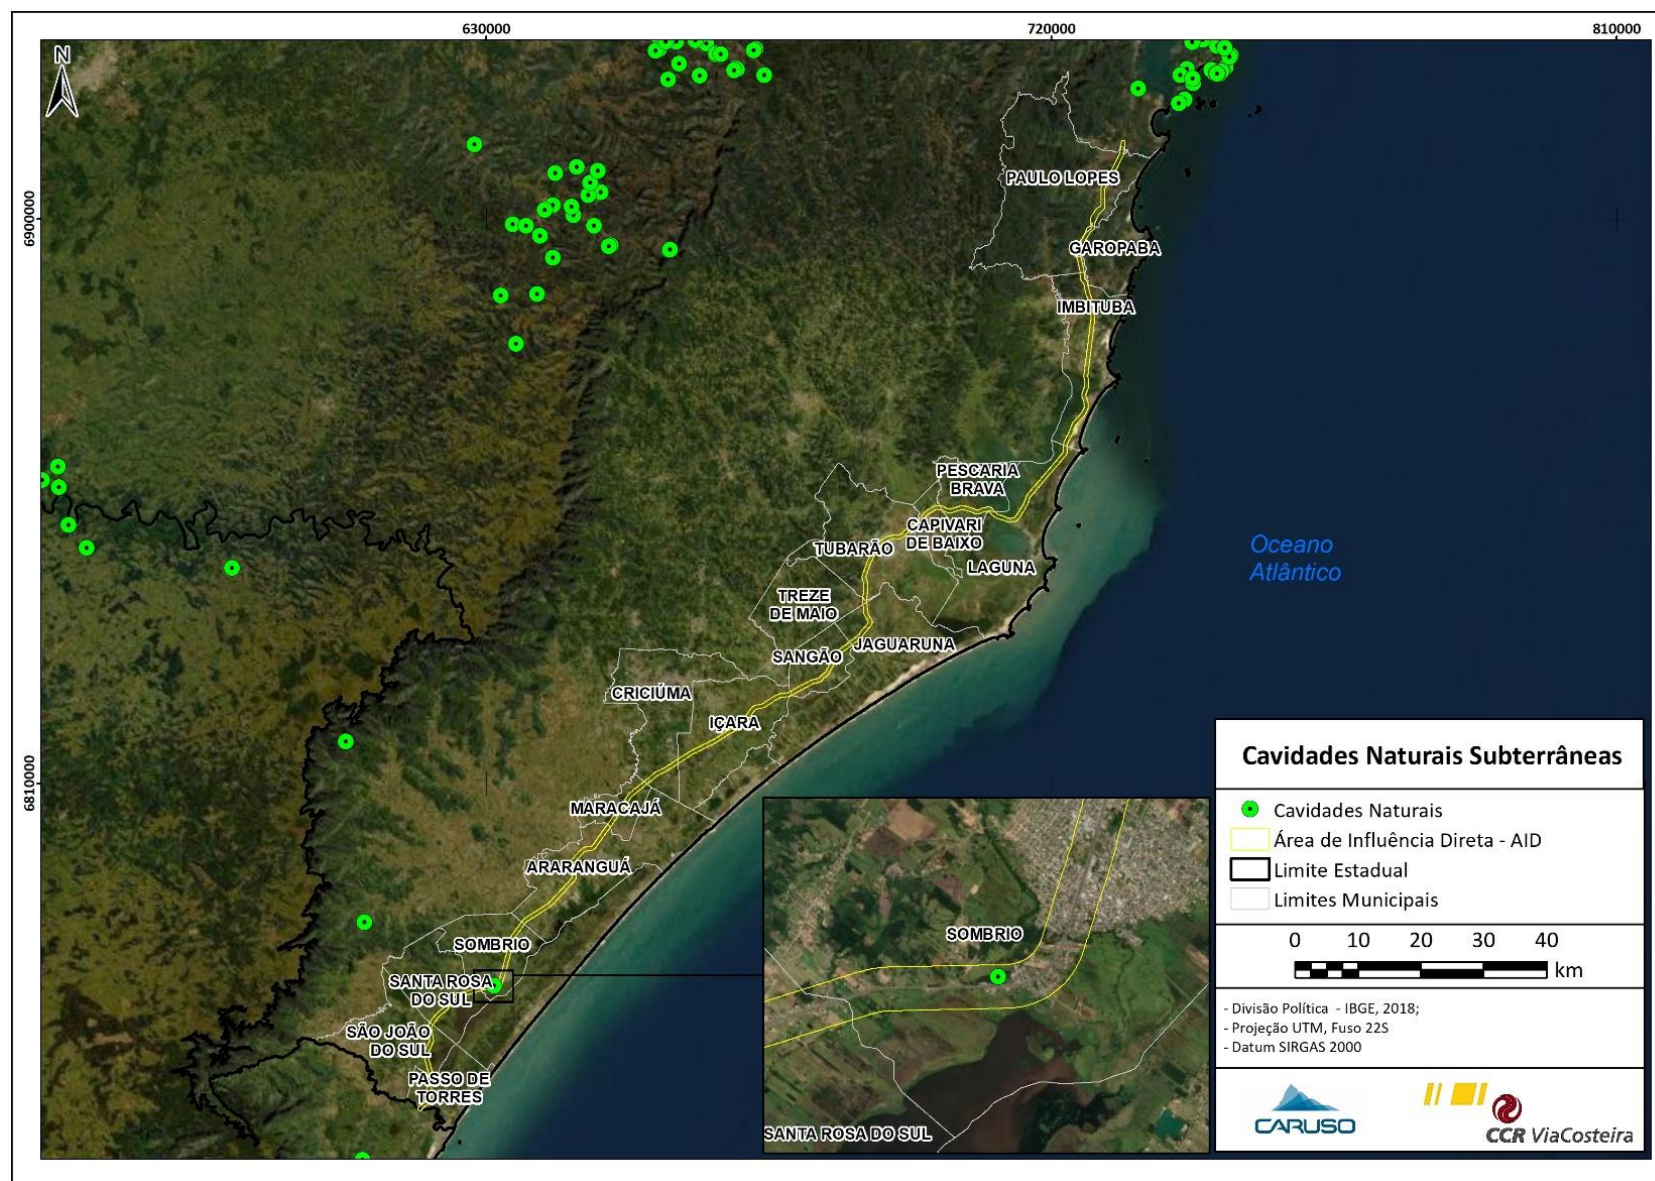 630000
720000
810000
N
6900000
6810000
PAULO LOPES
GAROPABA
IMBITUBA
PESCARIA
BRAVA
CAPIVARI
DE BAIXO
TUBARÃO
LAGUNA
TREZE
DE MAIO
JAGUARUNA
SANGÃO
CRICIÚMA
IÇARA
MARACAJÁ
ARARANGUÁ
SOMBRIO
SANTA ROSA
DO SUL
SÃO JOÃO
DO SUL
PASSO DE
TORRES
Oceano
Atlântico
SOMBRIO
SANTA ROSA DO SUL
Cavidades Naturais Subterrâneas
Cavidades Naturais
Área de Influência Direta - AID
Limite Estadual
Limites Municipais
0 10 20 30 40
km
- Divisão Política - IBGE, 2018;
- Projeção UTM, Fuso 22S
- Datum SIRGAS 2000
CARUSO
CCR ViaCosteira